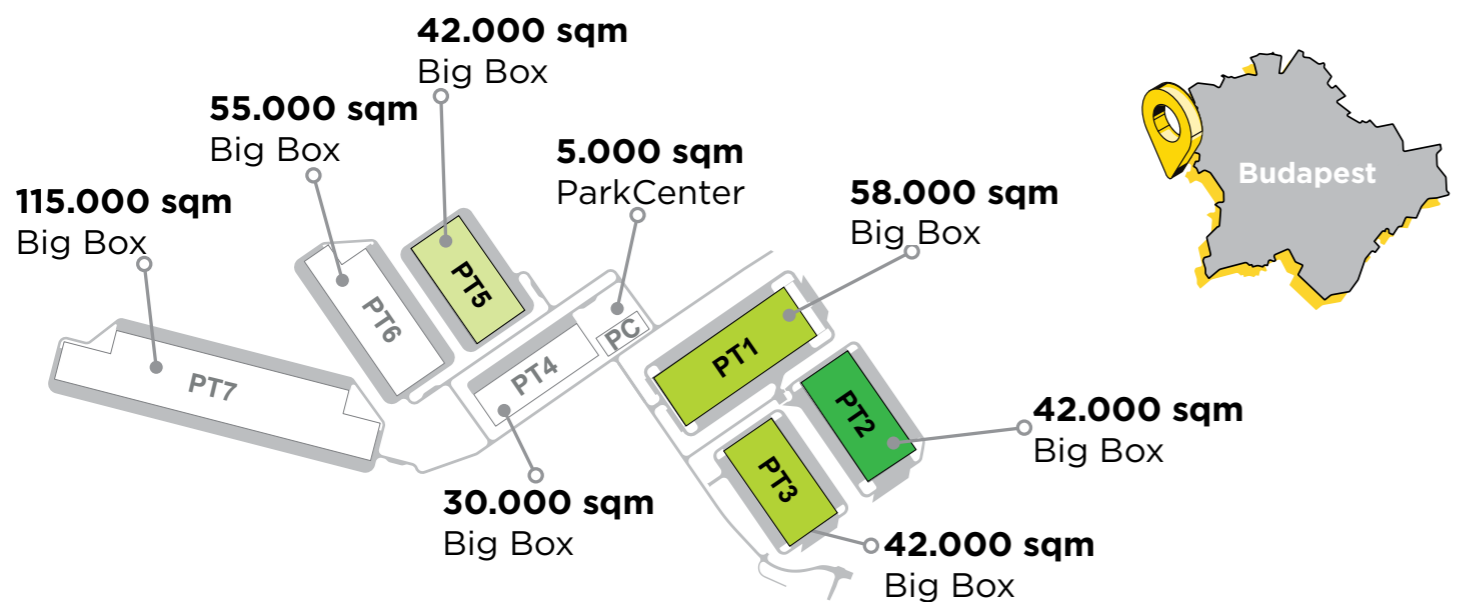 42.000 sqm
Big Box
55.000 sqm
Big Box
5.000 sqm
ParkCenter
115.000 sqm
Big Box
58.000 sqm
Big Box
Budapest
PT5
PT6
PC
PT1
PT4
PT7
PT2
42.000 sqm
Big Box
PT3
30.000 sqm
Big Box
42.000 sqm
Big Box